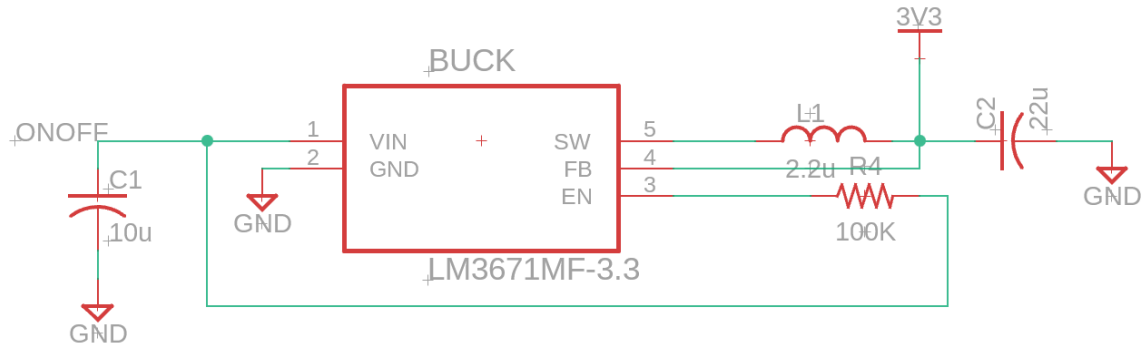 3V3
BUCK
ONOFF
1
VIN
SW
5
L1
C2
22u
2
GND
FB
4
2.2u
R4
C1
EN
3
GND
GND
10u
100K
LM3671MF-3.3
GND